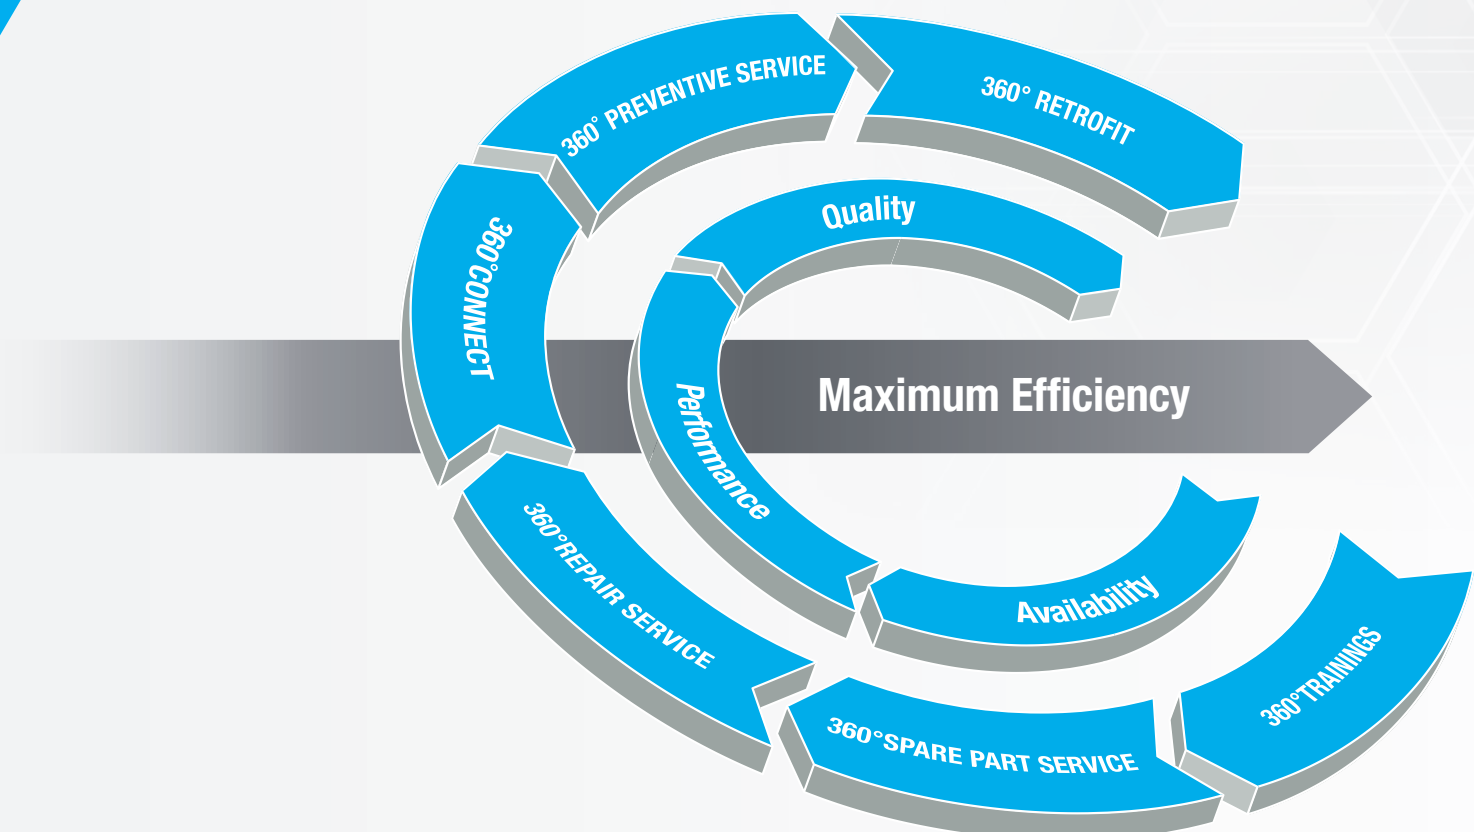 360° PREVENTIVE SERVICE
360° RETROFIT
Quality
360°CONNECT
Maximum Efficiency
Performance
360°REPAIR SERVICE
Availability
360°TRAININGS
360°SPARE PART SERVICE